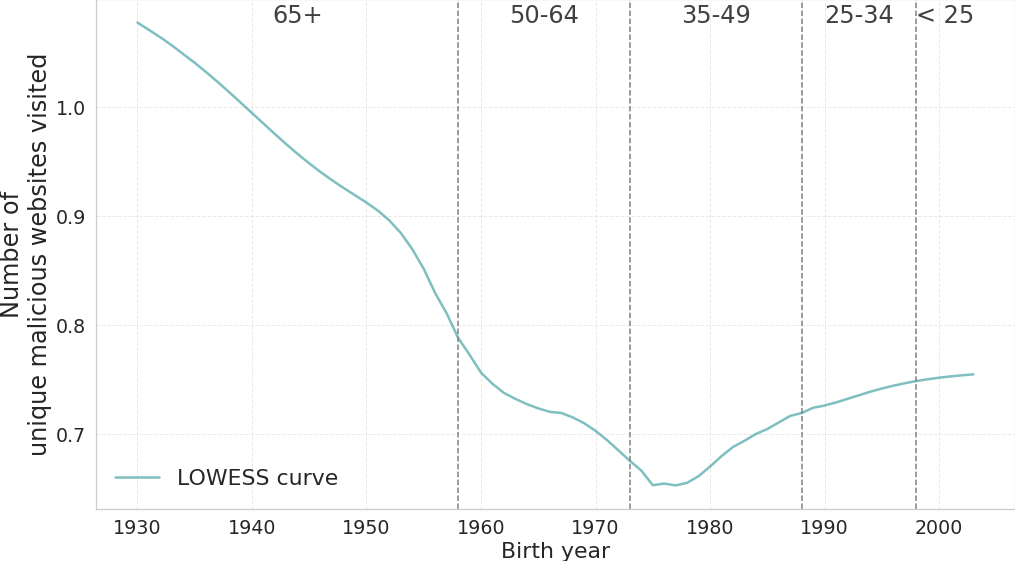 65+ 50-64 35-49 25-34 < 25
Number of
unique malicious websites visited
1.0
0.9
0.8
0.7
LOWESS curve
1930 1940 1950 1960 1970 1980 1990 2000
Birth year